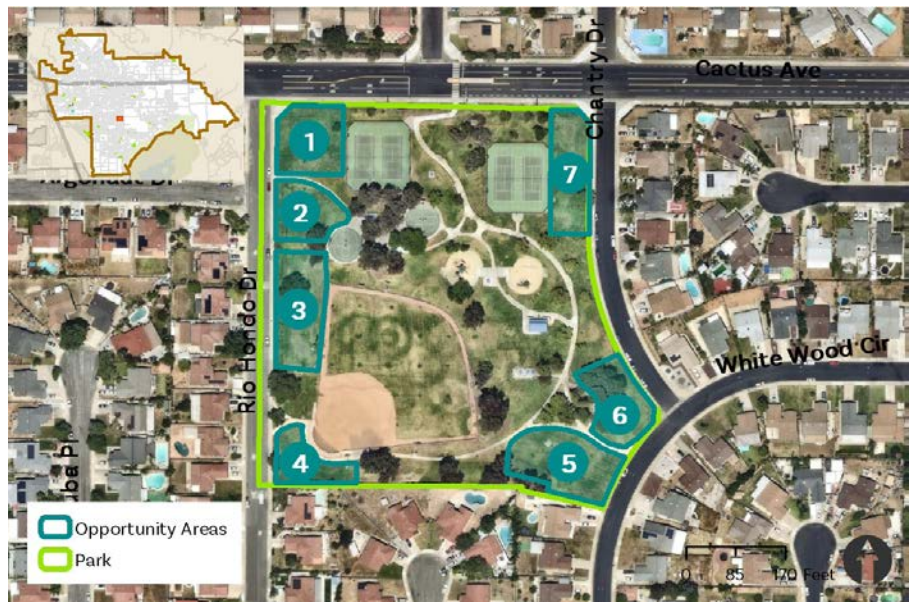 Cactus Ave
Chantry Dr
1
7
2
3
Rio Hondo Dr
White Wood Cir
6
4
5
Opportunity Areas
Park
0 85 170 Feet